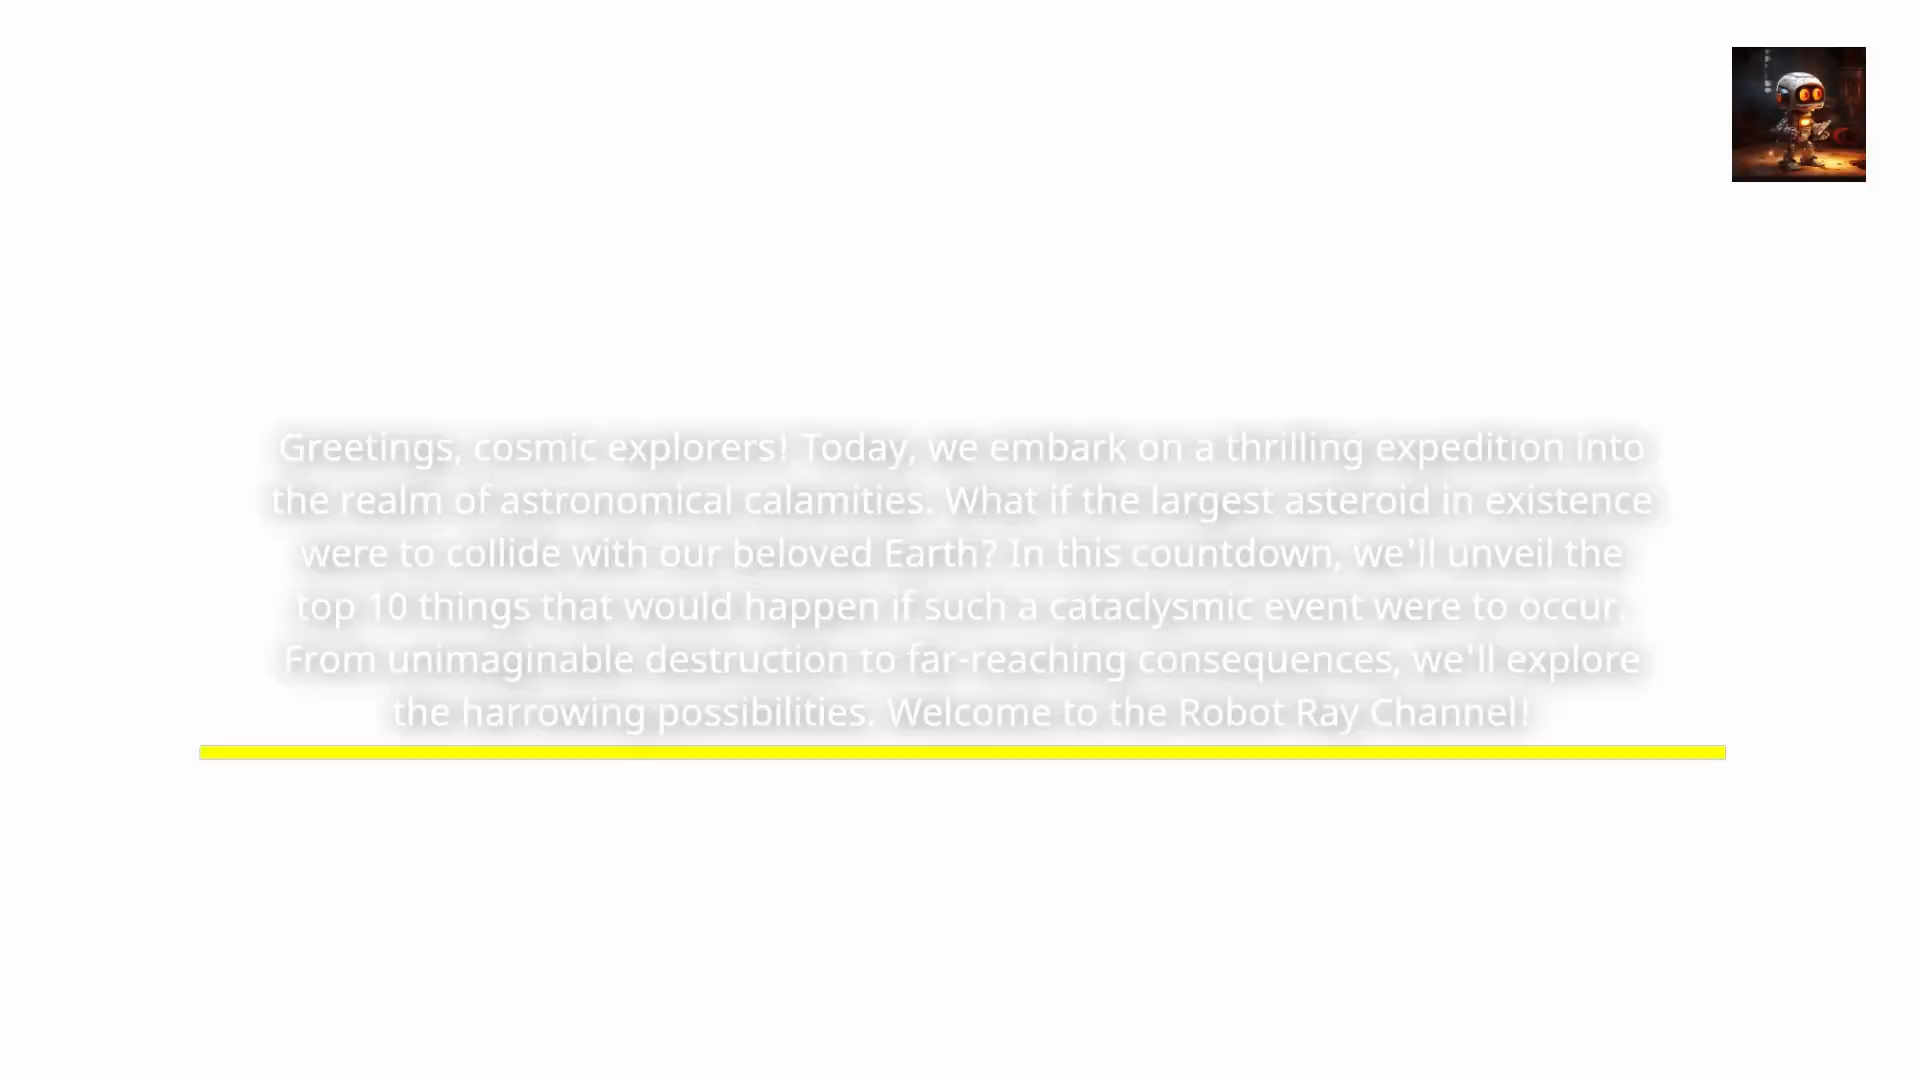 Greetings, cosmic explorers! Today, we embark on a thrilling expedition into
the realm of astronomical calamities. What if the largest asteroid in existence
were to collide with our beloved Earth? In this countdown, we'll unveil the
top 10 things that would happen if such a cataclysmic event were to occur.
From unimaginable destruction to far-reaching consequences, we'll explore
the harrowing possibilities. Welcome to the Robot Ray Channel!